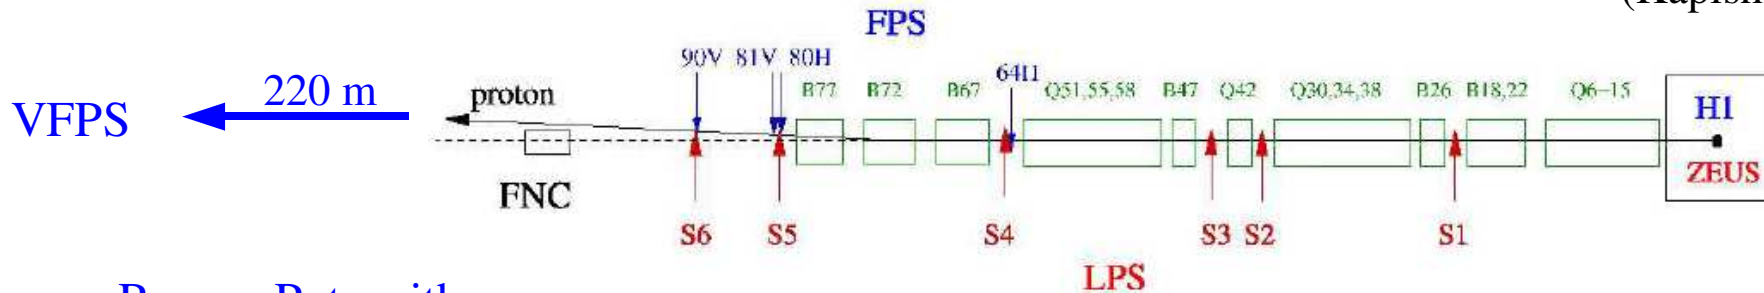 FPS
90V 81V 80H
64H
B77 B72 B67 Q51,55,58 B47 Q42 Q30,34,38 B26 B18,22 Q6-15
VFPS
220 m
proton
H1
ZEUS
FNC
S6 S5 S4 S3 S2 S1
LPS